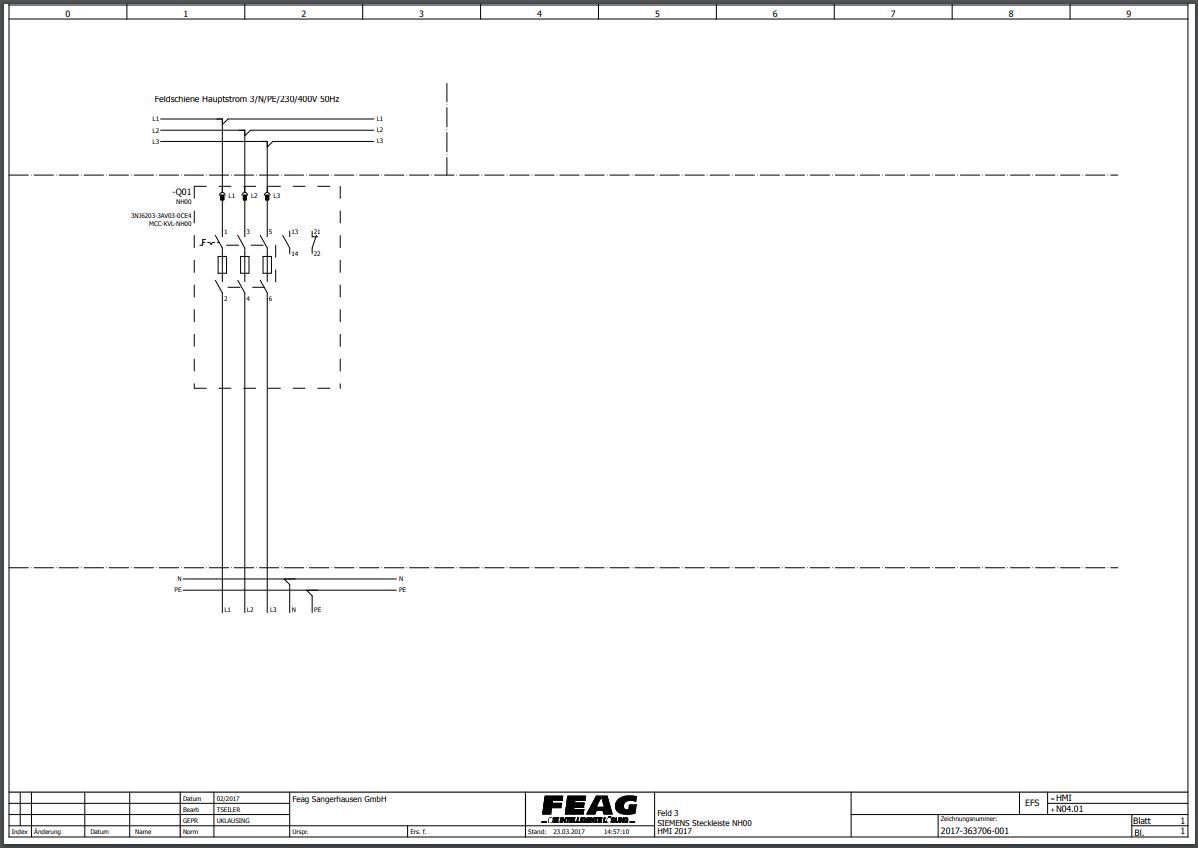 0 1 2 3 4 5 6 7 8 9
Feldschiene Hauptstrom 3/N/PE/230/400V 50Hz
L1 L1
L2 L2
L3 L3
-Q01
NH00
L1 L2 L3
3NJ6203-3AV03-0CE4
MCC-KVL-NH00
1 3 5 13 21
14 22
2 4 6
N N
PE PE
L1 L2 L3 N PE
Datum 02/2017
Bearb TSEILER
GEPR UKLAUSING
Index Änderung Datum Name Norm
Feag Sangerhausen GmbH
Urspr. Ers. f.
FEAG
Stand: 23.03.2017 14:57:10
Feld 3
SIEMENS Steckleiste NH00
HMI 2017
EFS
=HMI
+N04.01
Zeichnungsnummer:
2017-363706-001
Blatt 1
Bl. 1